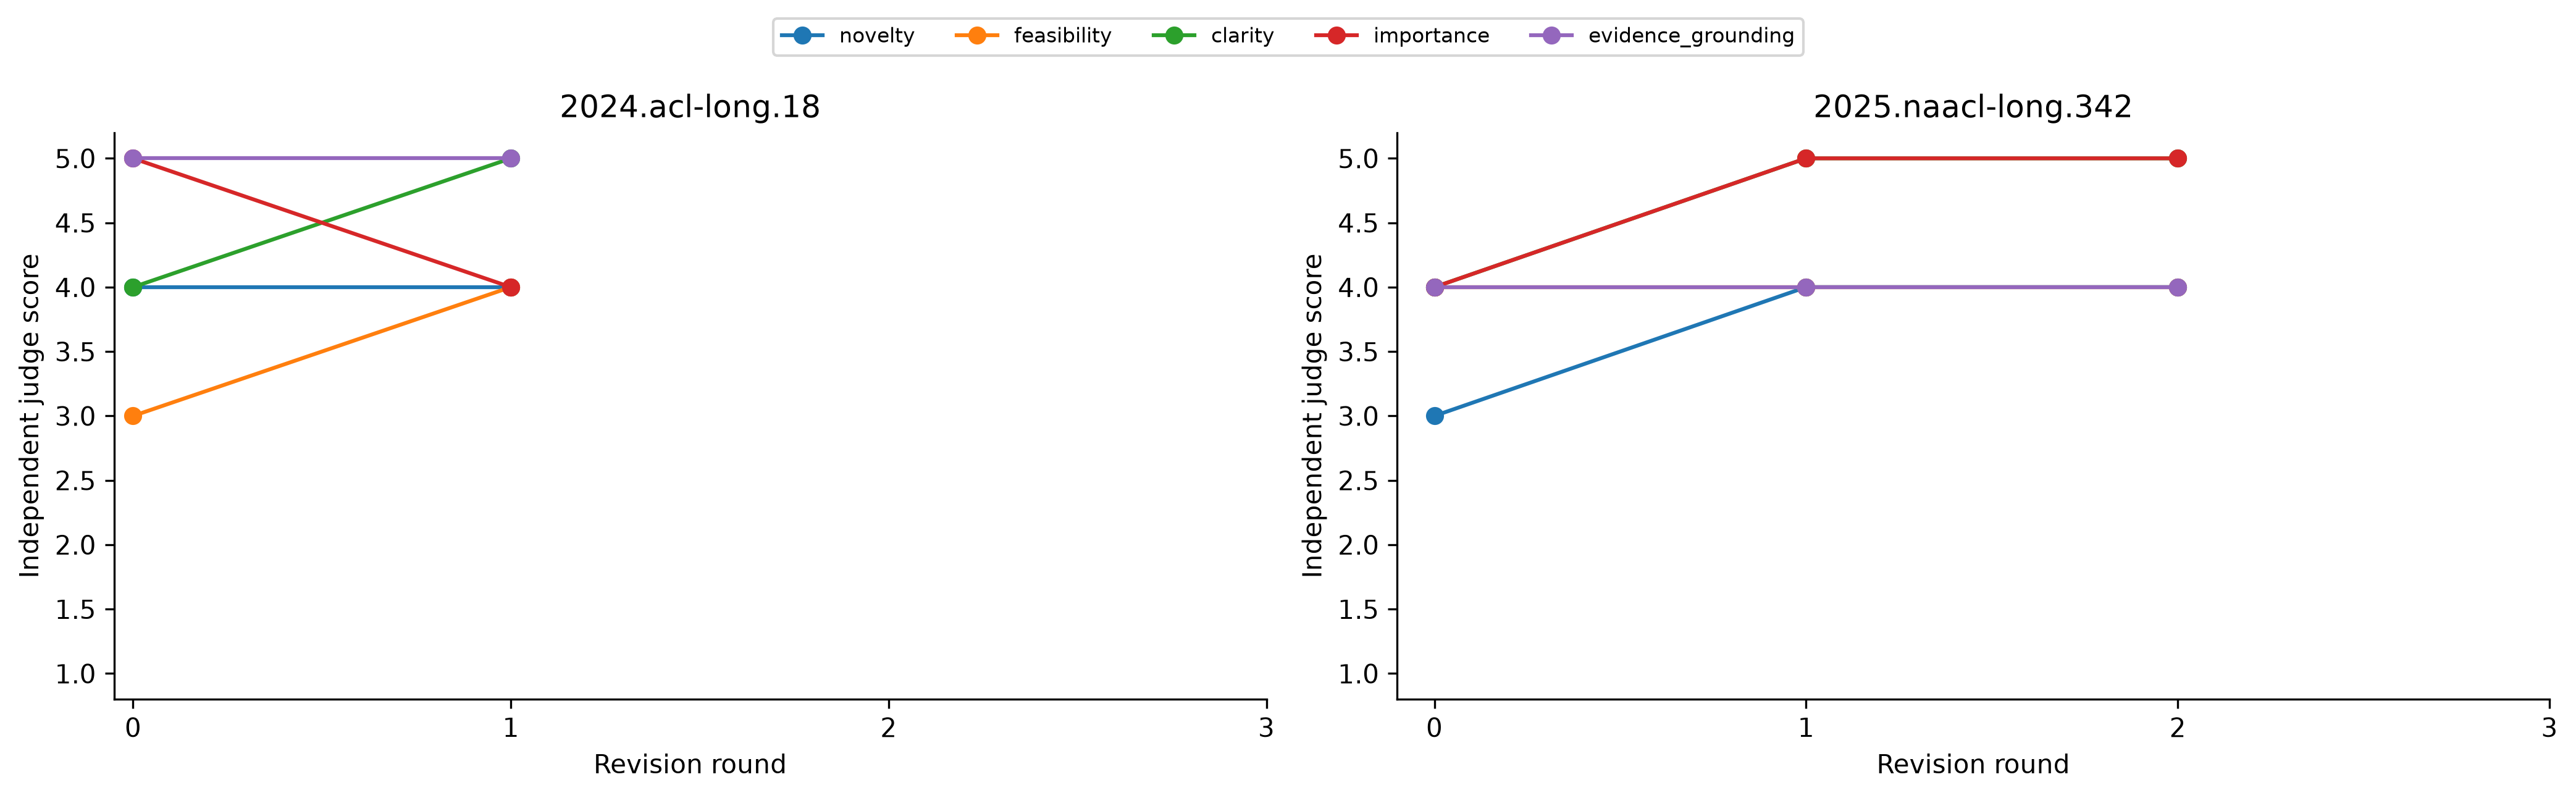 novelty feasibility clarity importance evidence_grounding
2024.acl-long.18
Independent judge score
5.0
4.5
4.0
3.5
3.0
2.5
2.0
1.5
1.0
0 1 2 3
Revision round
2025.naacl-long.342
Independent judge score
5.0
4.5
4.0
3.5
3.0
2.5
2.0
1.5
1.0
0 1 2 3
Revision round